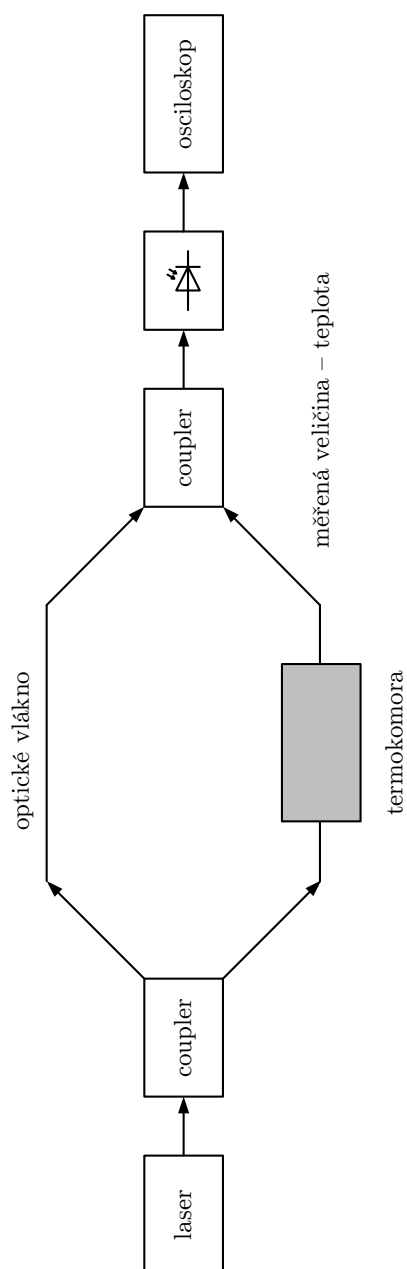 laser
coupler
optické vlákno
termokomora
měřená veličina – teplota
coupler
osciloskop